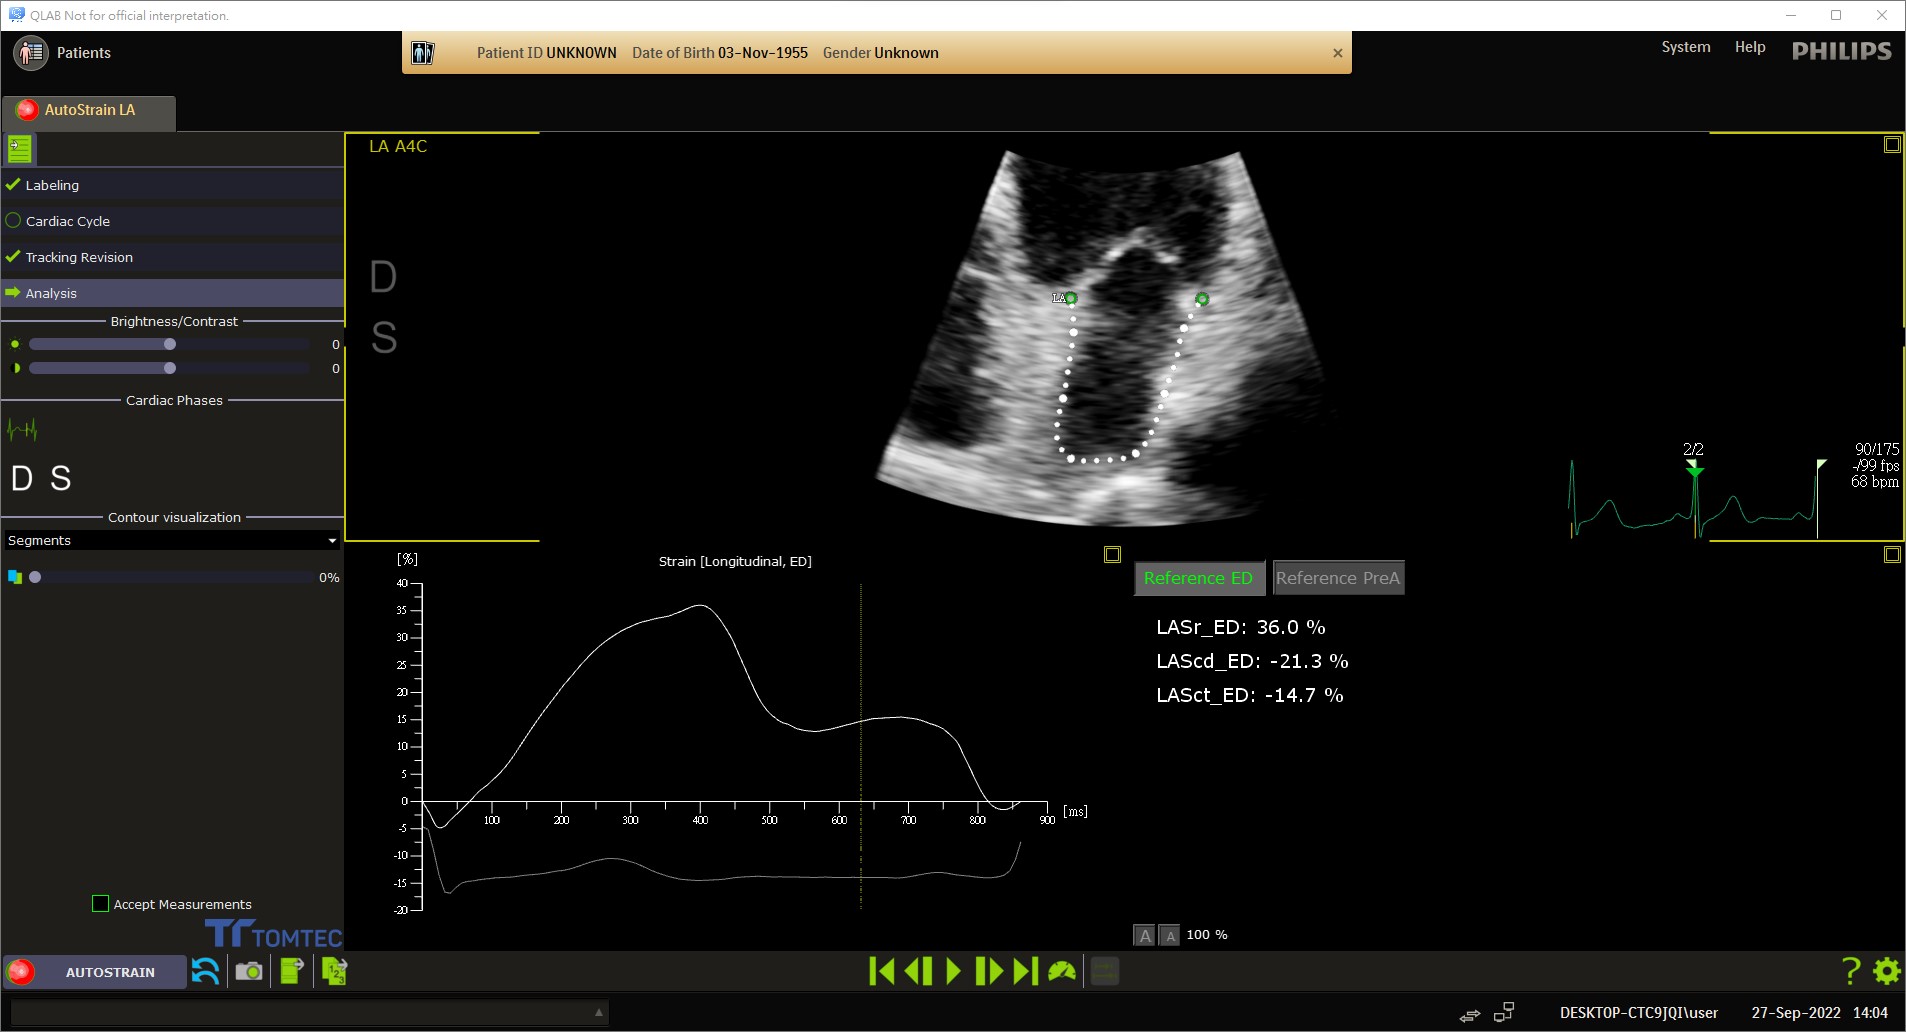 QLAB Not for official interpretation.
Patients
Patient ID UNKNOWN Date of Birth 03-Nov-1955 Gender Unknown
System Help PHILIPS
AutoStrain LA
Labeling
Cardiac Cycle
Tracking Revision
Analysis
Brightness/Contrast
0
0
Cardiac Phases
D S
Contour visualization
Segments
0%
Accept Measurements
TOMTEC
LA A4C
D
S
LA
2/2
90/175
-/99 fps
68 bpm
[%]
Strain [Longitudinal, ED]
40
35
30
25
20
15
10
5
0
-5
-10
-15
-20
100 200 300 400 500 600 700 800 900 [ms]
Reference ED Reference PreA
LASr_ED: 36.0 %
LAScd_ED: -21.3 %
LASct_ED: -14.7 %
A A 100 %
AUTOSTRAIN
1 2 3
?
DESKTOP-CTC9JQI\user 27-Sep-2022 14:04